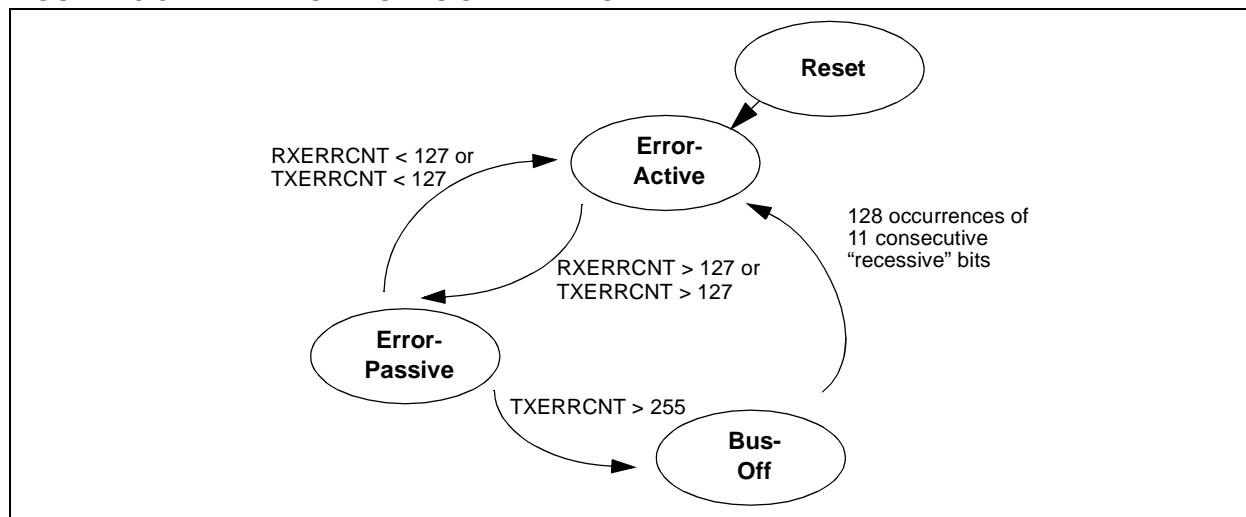 Reset
Error-
Active
RXERRCNT < 127 or
TXERRCNT < 127
128 occurrences of
11 consecutive
“recessive” bits
RXERRCNT > 127 or
TXERRCNT > 127
Error-
Passive
TXERRCNT > 255
Bus-
Off